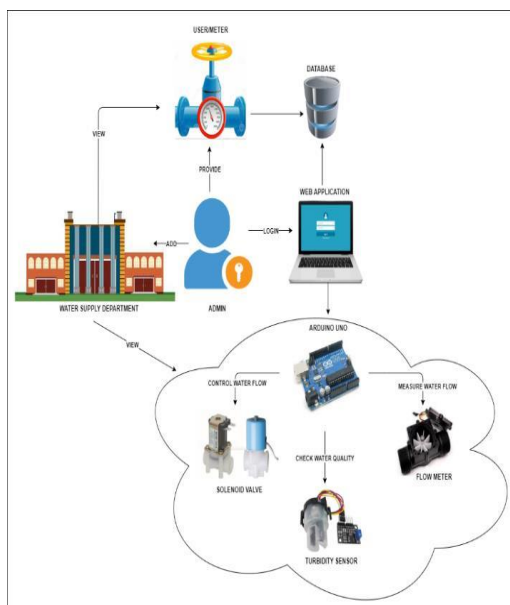 USER/METER
DATABASE
VIEW
PROVIDE
WEB APPLICATION
ADD
LOGIN
WATER SUPPLY DEPARTMENT
ADMIN
VIEW
ARDUINO UNO
CONTROL WATER FLOW
MEASURE WATER FLOW
SOLENOID VALVE
CHECK WATER QUALITY
FLOW METER
TURBIDITY SENSOR